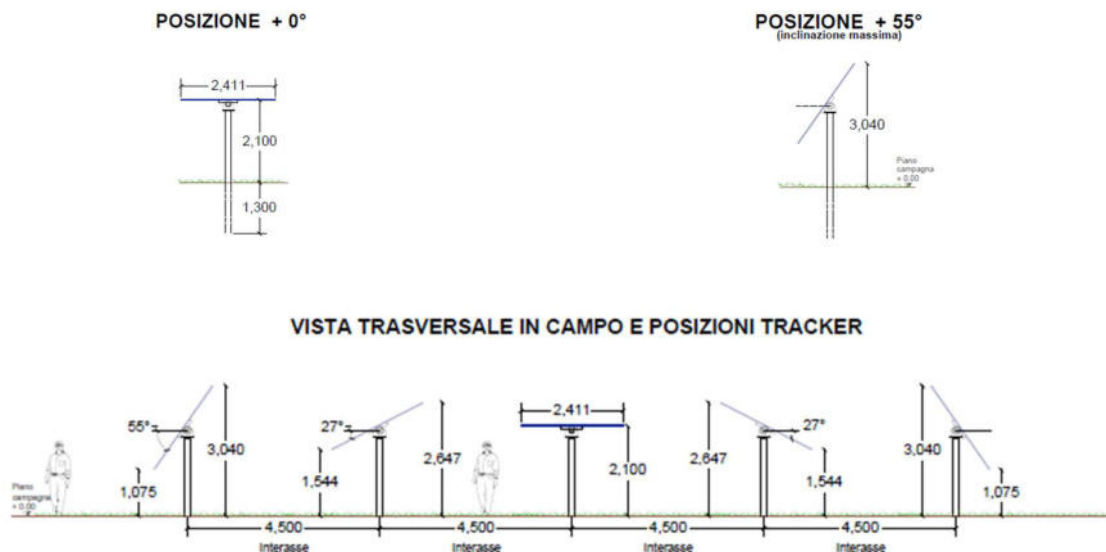 POSIZIONE + 0°
POSIZIONE + 55°
(inclinazione massima)
2,411
2,100
1,300
3,040
Piano
campagna
+ 0.00
VISTA TRASVERSALE IN CAMPO E POSIZIONI TRACKER
55°
3,040
1,075
27°
1,544
2,647
2,411
2,100
2,647
27°
1,544
3,040
1,075
Piano
campagna
+ 0.00
4,500
4,500
4,500
4,500
Interasse
Interasse
Interasse
Interasse